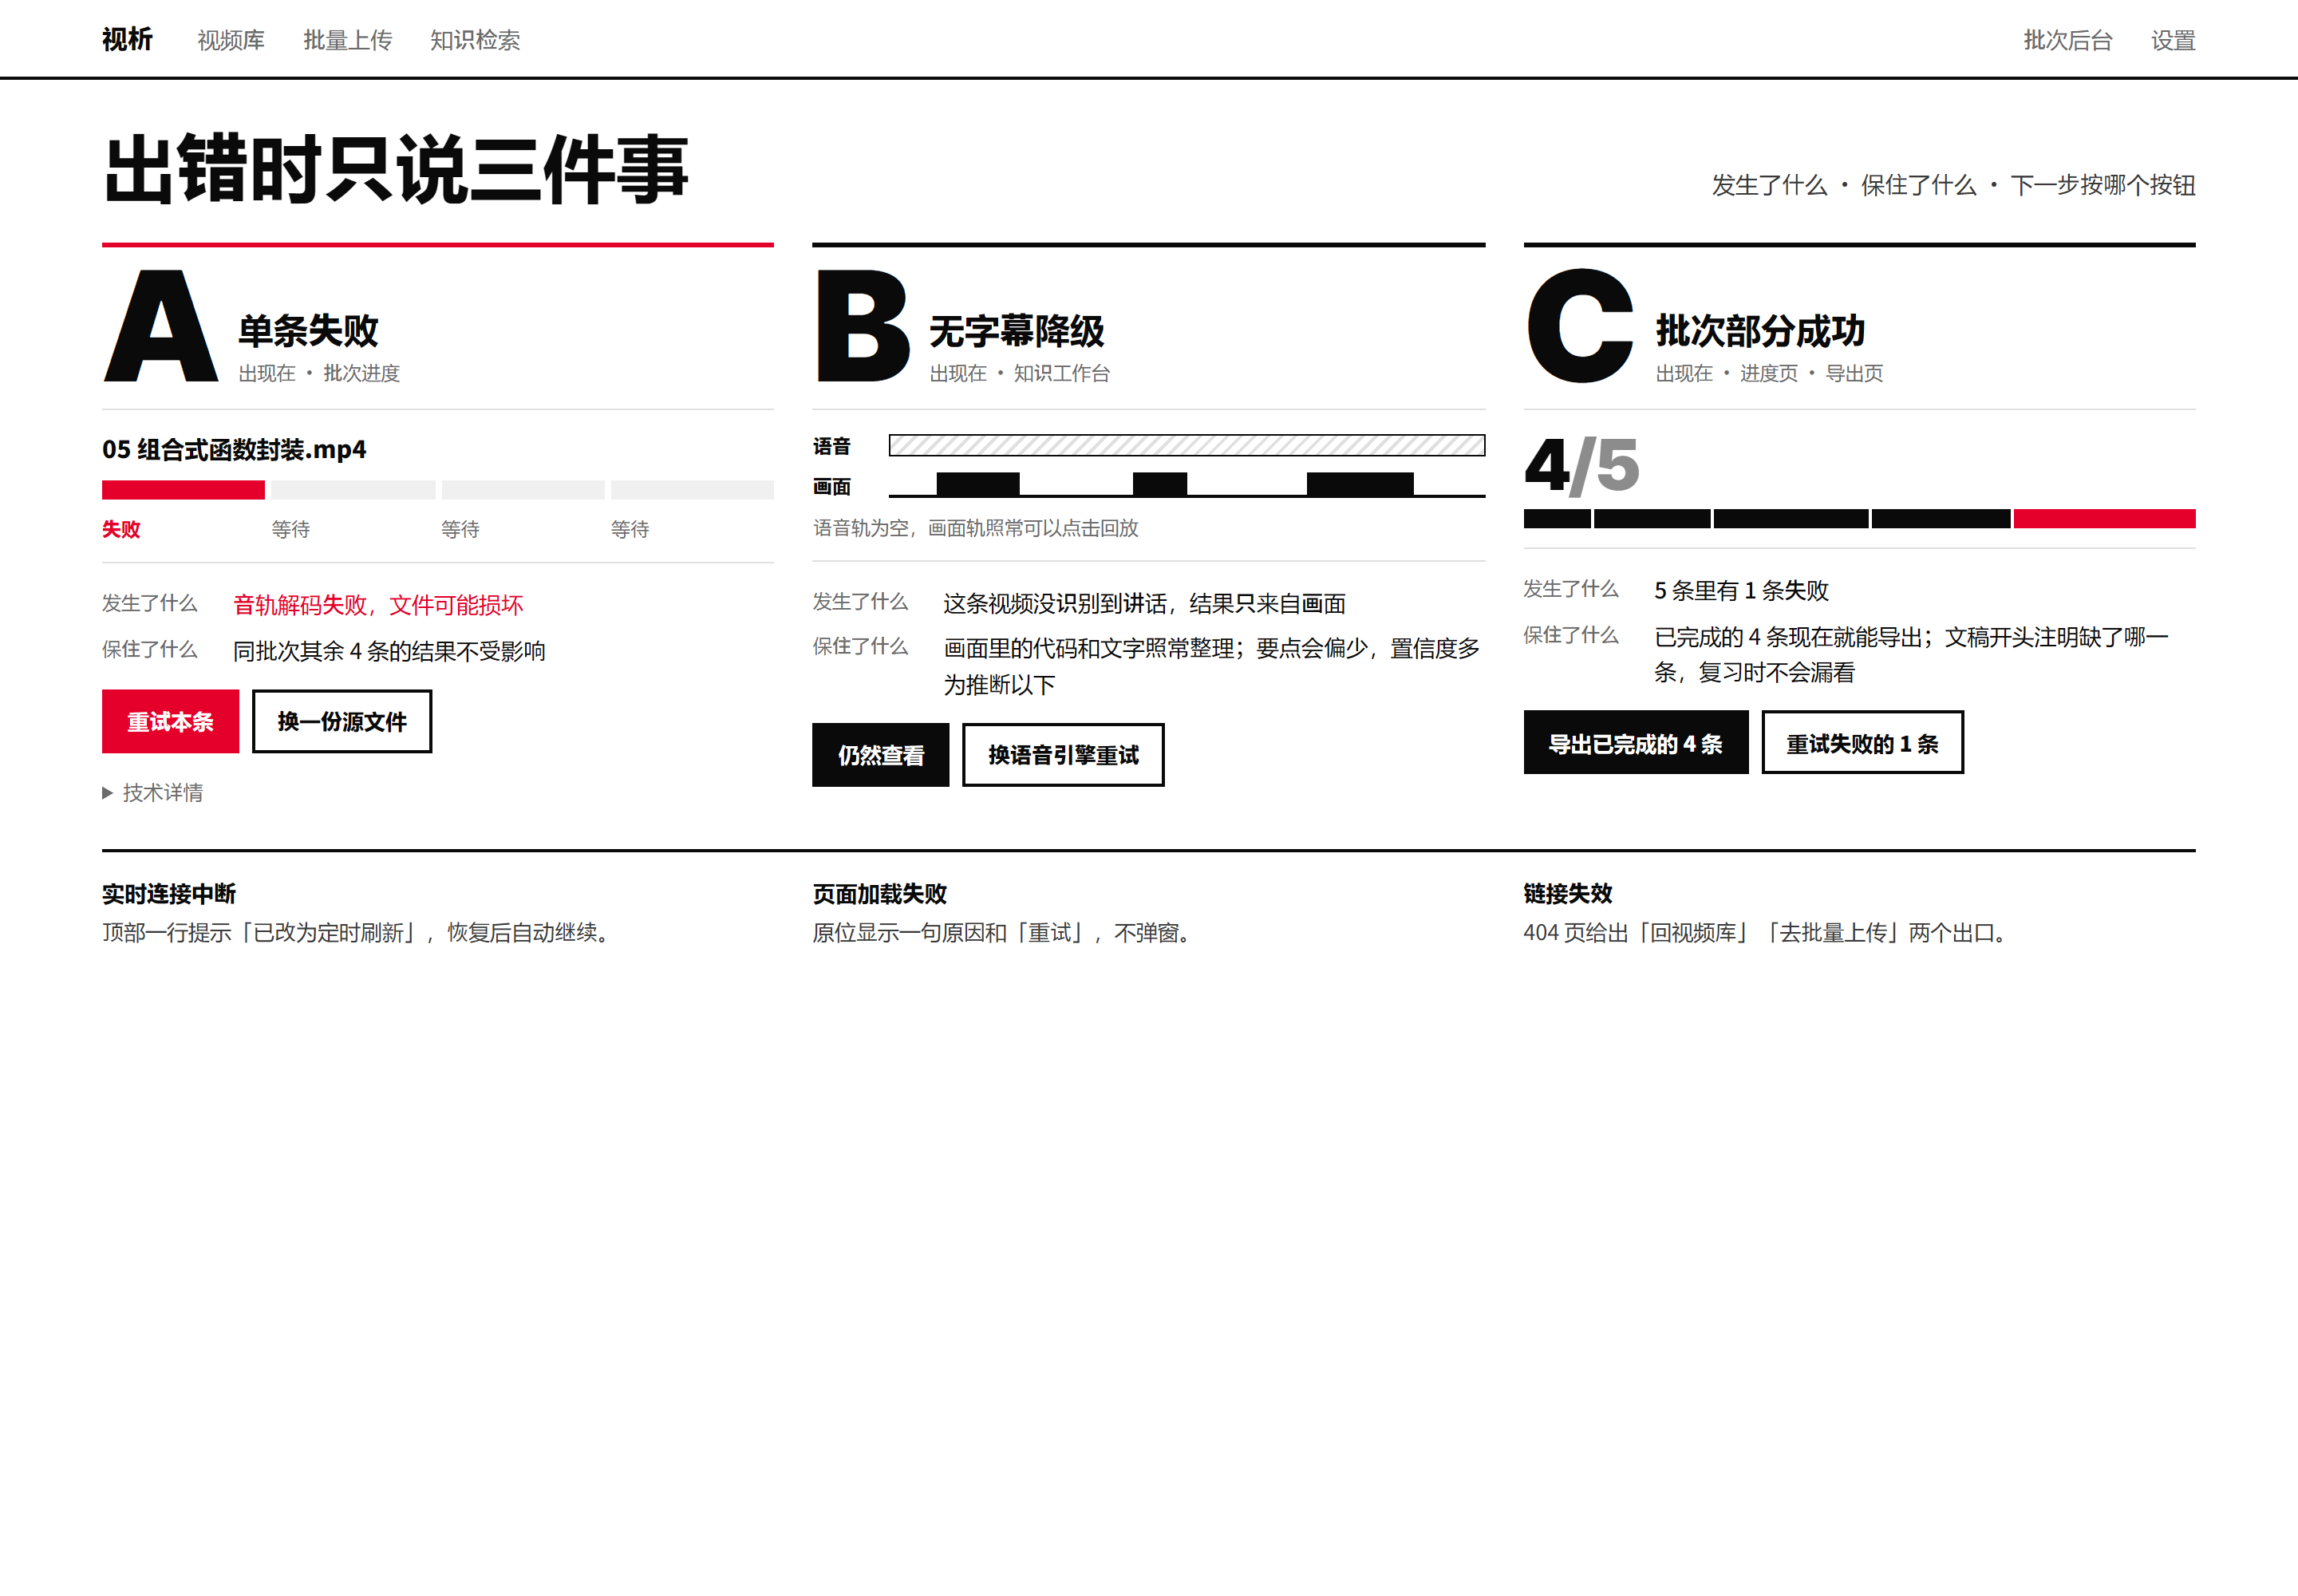 视析 视频库 批量上传 知识检索 批次后台 设置
出错时只说三件事
发生了什么 · 保住了什么 · 下一步按哪个按钮
A 单条失败
出现在 · 批次进度
05 组合式函数封装.mp4
失败 等待 等待 等待
发生了什么 音轨解码失败，文件可能损坏
保住了什么 同批次其余 4 条的结果不受影响
重试本条 换一份源文件
▶ 技术详情
B 无字幕降级
出现在 · 知识工作台
语音
画面
语音轨为空，画面轨照常可以点击回放
发生了什么 这条视频没识别到讲话，结果只来自画面
保住了什么 画面里的代码和文字照常整理；要点会偏少，置信度多
为推断以下
仍然查看 换语音引擎重试
C 批次部分成功
出现在 · 进度页 · 导出页
4/5
发生了什么 5 条里有 1 条失败
保住了什么 已完成的 4 条现在就能导出；文稿开头注明缺了哪一
条，复习时不会漏看
导出已完成的 4 条 重试失败的 1 条
实时连接中断
顶部一行提示「已改为定时刷新」，恢复后自动继续。
页面加载失败
原位显示一句原因和「重试」，不弹窗。
链接失效
404 页给出「回视频库」「去批量上传」两个出口。